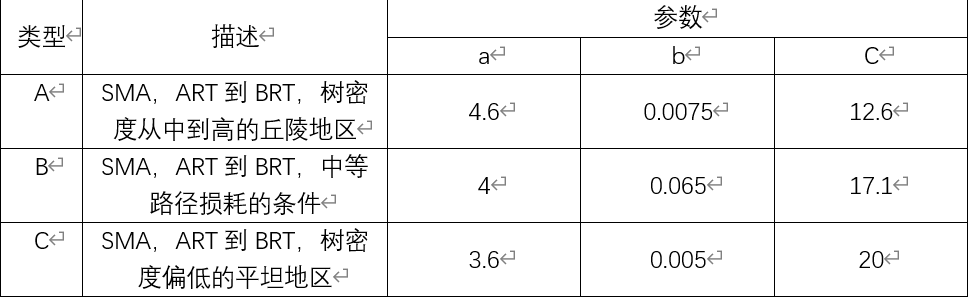 类型 描述 参数
a b C
A SMA，ART 到 BRT，树密
度从中到高的丘陵地区 4.6 0.0075 12.6
B SMA，ART 到 BRT，中等
路径损耗的条件 4 0.065 17.1
C SMA，ART 到 BRT，树密
度偏低的平坦地区 3.6 0.005 20